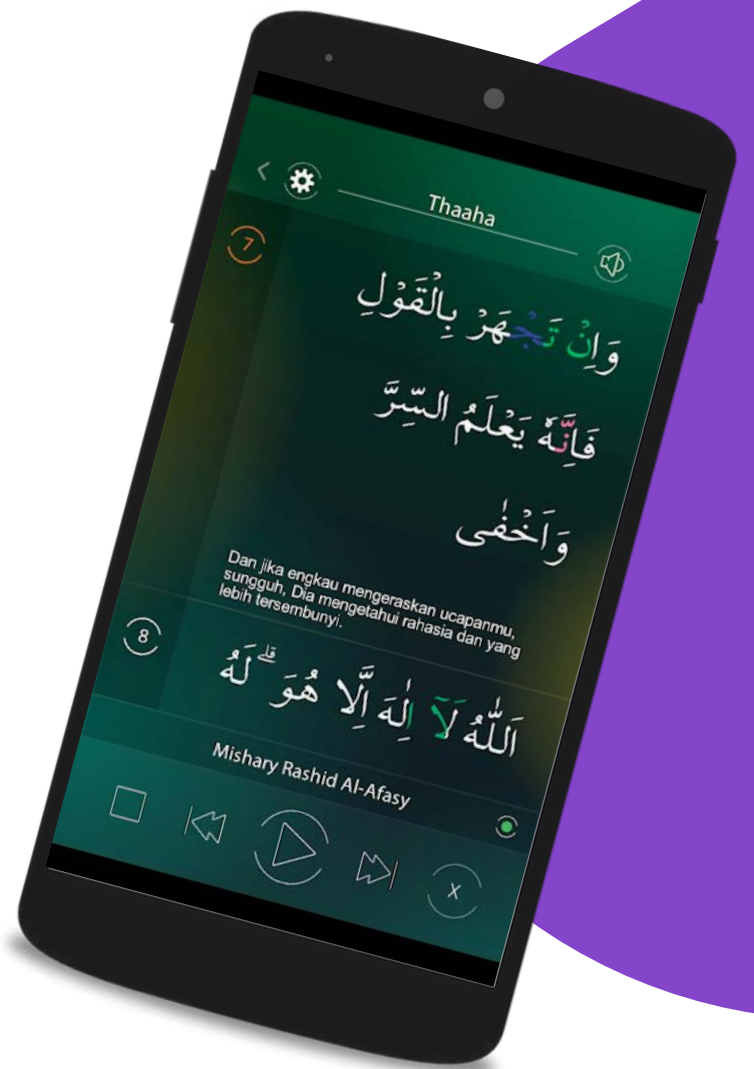 Thaaha
7
وَاِنْ تَجْهَرْ بِالْقَوْلِ
فَاِنَّهٗ يَعْلَمُ السِّرَّ
وَاَخْفٰى
Dan jika engkau mengeraskan ucapanmu,
sungguh, Dia mengetahui rahasia dan yang
lebih tersembunyi.
8
اَللّٰهُ لَآ اِلٰهَ اِلَّا هُوَ ۗ لَهُ
Mishary Rashid Al-Afasy
x